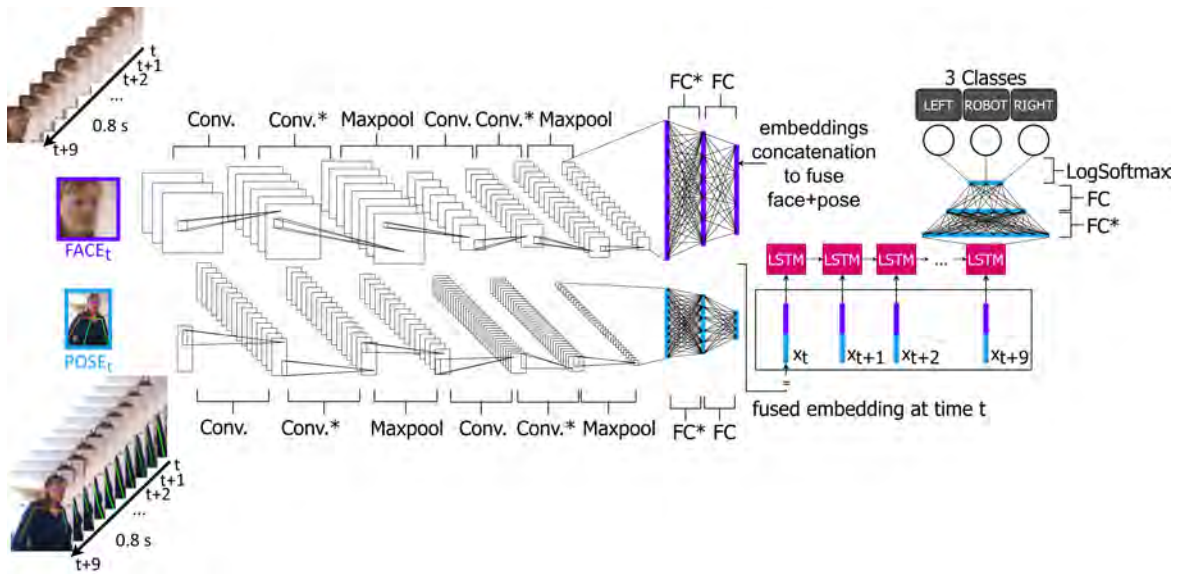 t
t+1
t+2
...
0.8 s
t+9
FACEt
POSEt
t
t+1
t+2
...
0.8 s
t+9
Conv.
Conv.*
Maxpool
Conv.
Conv.*
Maxpool
FC*
FC
embeddings
concatenation
to fuse
face+pose
Conv.
Conv.*
Maxpool
Conv.
Conv.*
Maxpool
FC*
FC
3 Classes
LEFT
ROBOT
RIGHT
LogSoftmax
FC
FC*
LSTM
LSTM
LSTM
...
LSTM
xt
xt+1
xt+2
xt+9
=
fused embedding at time t